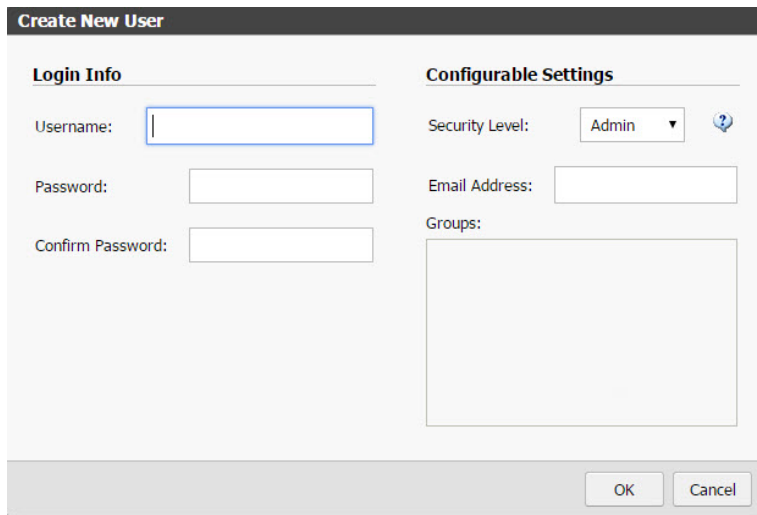 Create New User
Login Info
Username:
Password:
Confirm Password:
Configurable Settings
Security Level:
Admin
Email Address:
Groups:
OK
Cancel